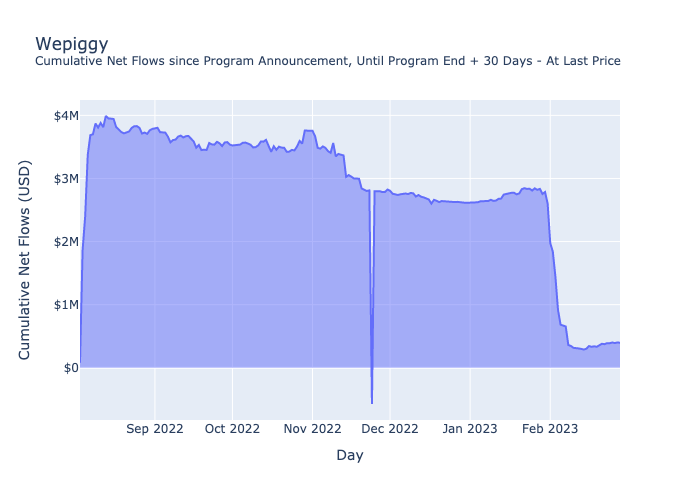 Wepiggy
Cumulative Net Flows since Program Announcement, Until Program End + 30 Days - At Last Price
$4M
$3M
$2M
$1M
$0
Cumulative Net Flows (USD)
Sep 2022
Oct 2022
Nov 2022
Dec 2022
Jan 2023
Feb 2023
Day